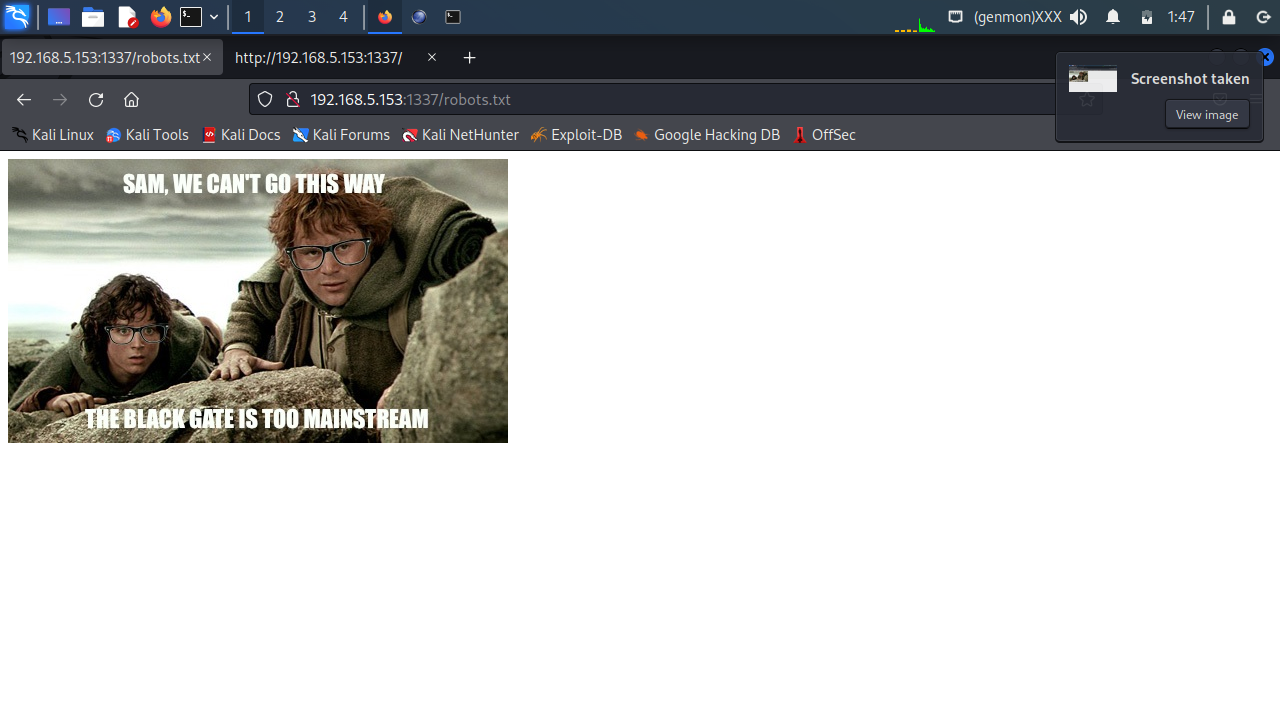 1
2
3
4
(genmon)XXX
1:47
192.168.5.153:1337/robots.txt
http://192.168.5.153:1337/
192.168.5.153:1337/robots.txt
Screenshot taken
View image
Kali Linux
Kali Tools
Kali Docs
Kali Forums
Kali NetHunter
Exploit-DB
Google Hacking DB
OffSec
SAM, WE CAN'T GO THIS WAY
THE BLACK GATE IS TOO MAINSTREAM